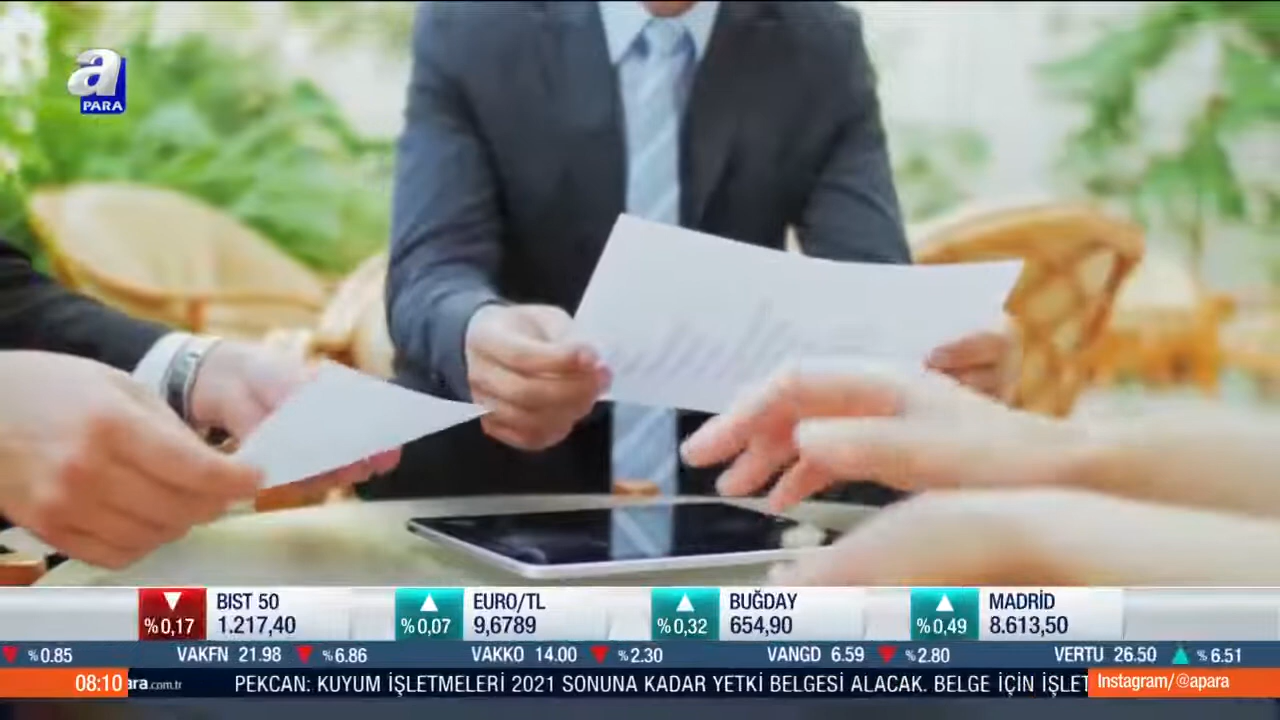 a
PARA
BIST 50
%0,17
1.217,40
EURO/TL
%0,07
9,6789
BUĞDAY
%0,32
654,90
MADRİD
%0,49
8.613,50
%0.85 VAKFN 21.98 %6.86 VAKKO 14.00 %2.30 VANGD 6.59 %2.80 VERTU 26.50 %6.51
08:10 ara.com.tr PEKCAN: KUYUM İŞLETMELERİ 2021 SONUNA KADAR YETKİ BELGESİ ALACAK. BELGE İÇİN İŞLET Instagram/@apara